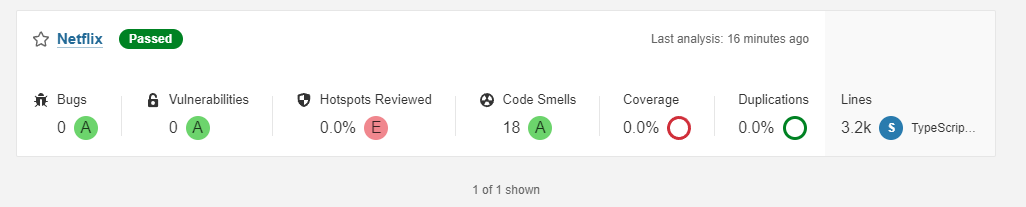 Netflix Passed Last analysis: 16 minutes ago
Bugs Vulnerabilities Hotspots Reviewed Code Smells Coverage Duplications Lines
0 A 0 A 0.0% E 18 A 0.0% 0.0% 3.2k S TypeScrip...
1 of 1 shown